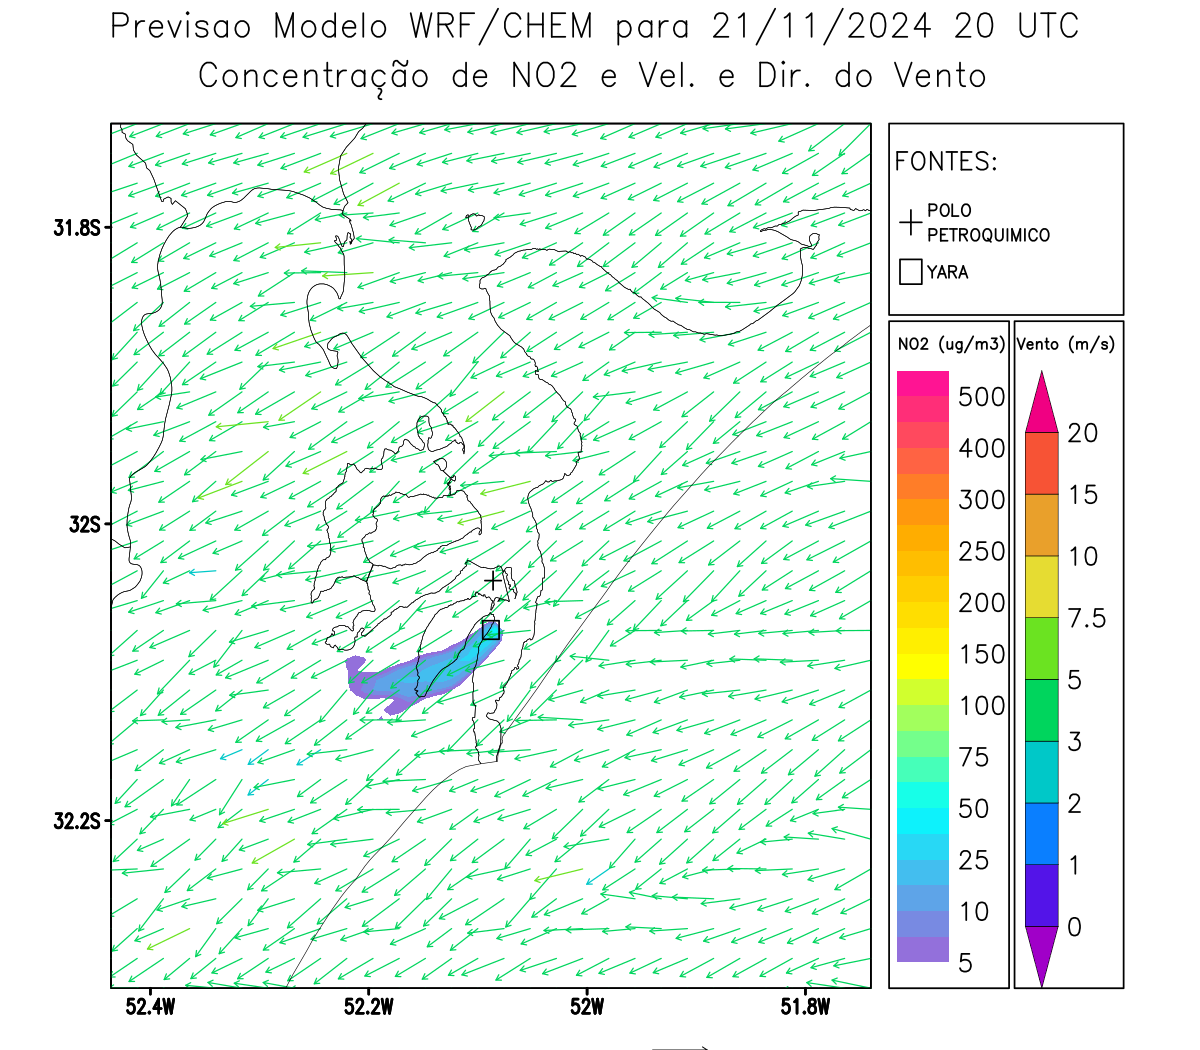 Previsao Modelo WRF/CHEM para 21/11/2024 20 UTC
Concentração de NO2 e Vel. e Dir. do Vento
FONTES:
POLO
PETROQUIMICO
YARA
NO2 (ug/m3)
500
400
300
250
200
150
100
75
50
25
10
5
Vento (m/s)
20
15
10
7.5
5
3
2
1
0
31.8S
32S
32.2S
52.4W
52.2W
52W
51.8W